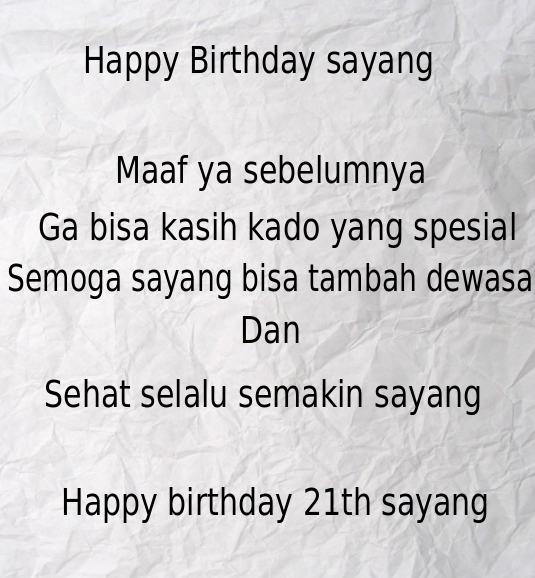 Happy Birthday sayang
Maaf ya sebelumnya
Ga bisa kasih kado yang spesial
Semoga sayang bisa tambah dewasa
Dan
Sehat selalu semakin sayang
Happy birthday 21th sayang